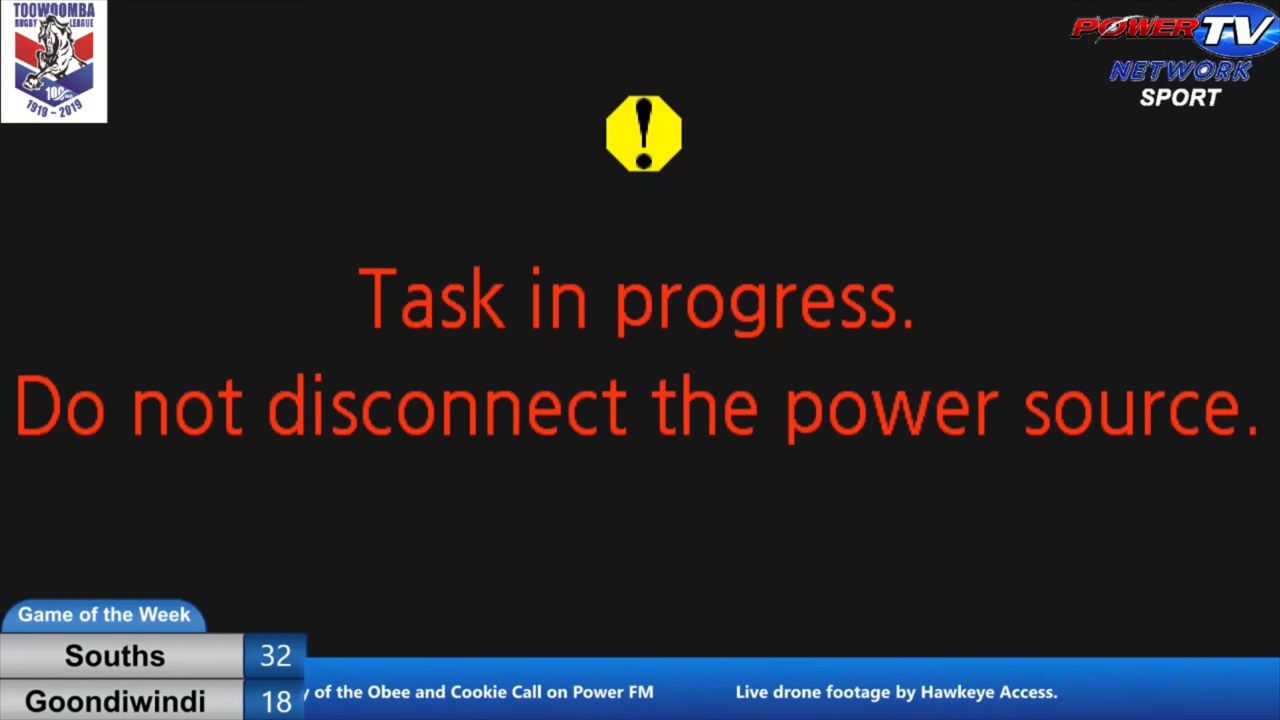 TOOWOOMBA
RUGBY LEAGUE
100
1919 - 2019
POWER TV
NETWORK
SPORT
!
Task in progress.
Do not disconnect the power source.
Game of the Week
Souths 32
Goondiwindi 18
y of the Obee and Cookie Call on Power FM Live drone footage by Hawkeye Access.